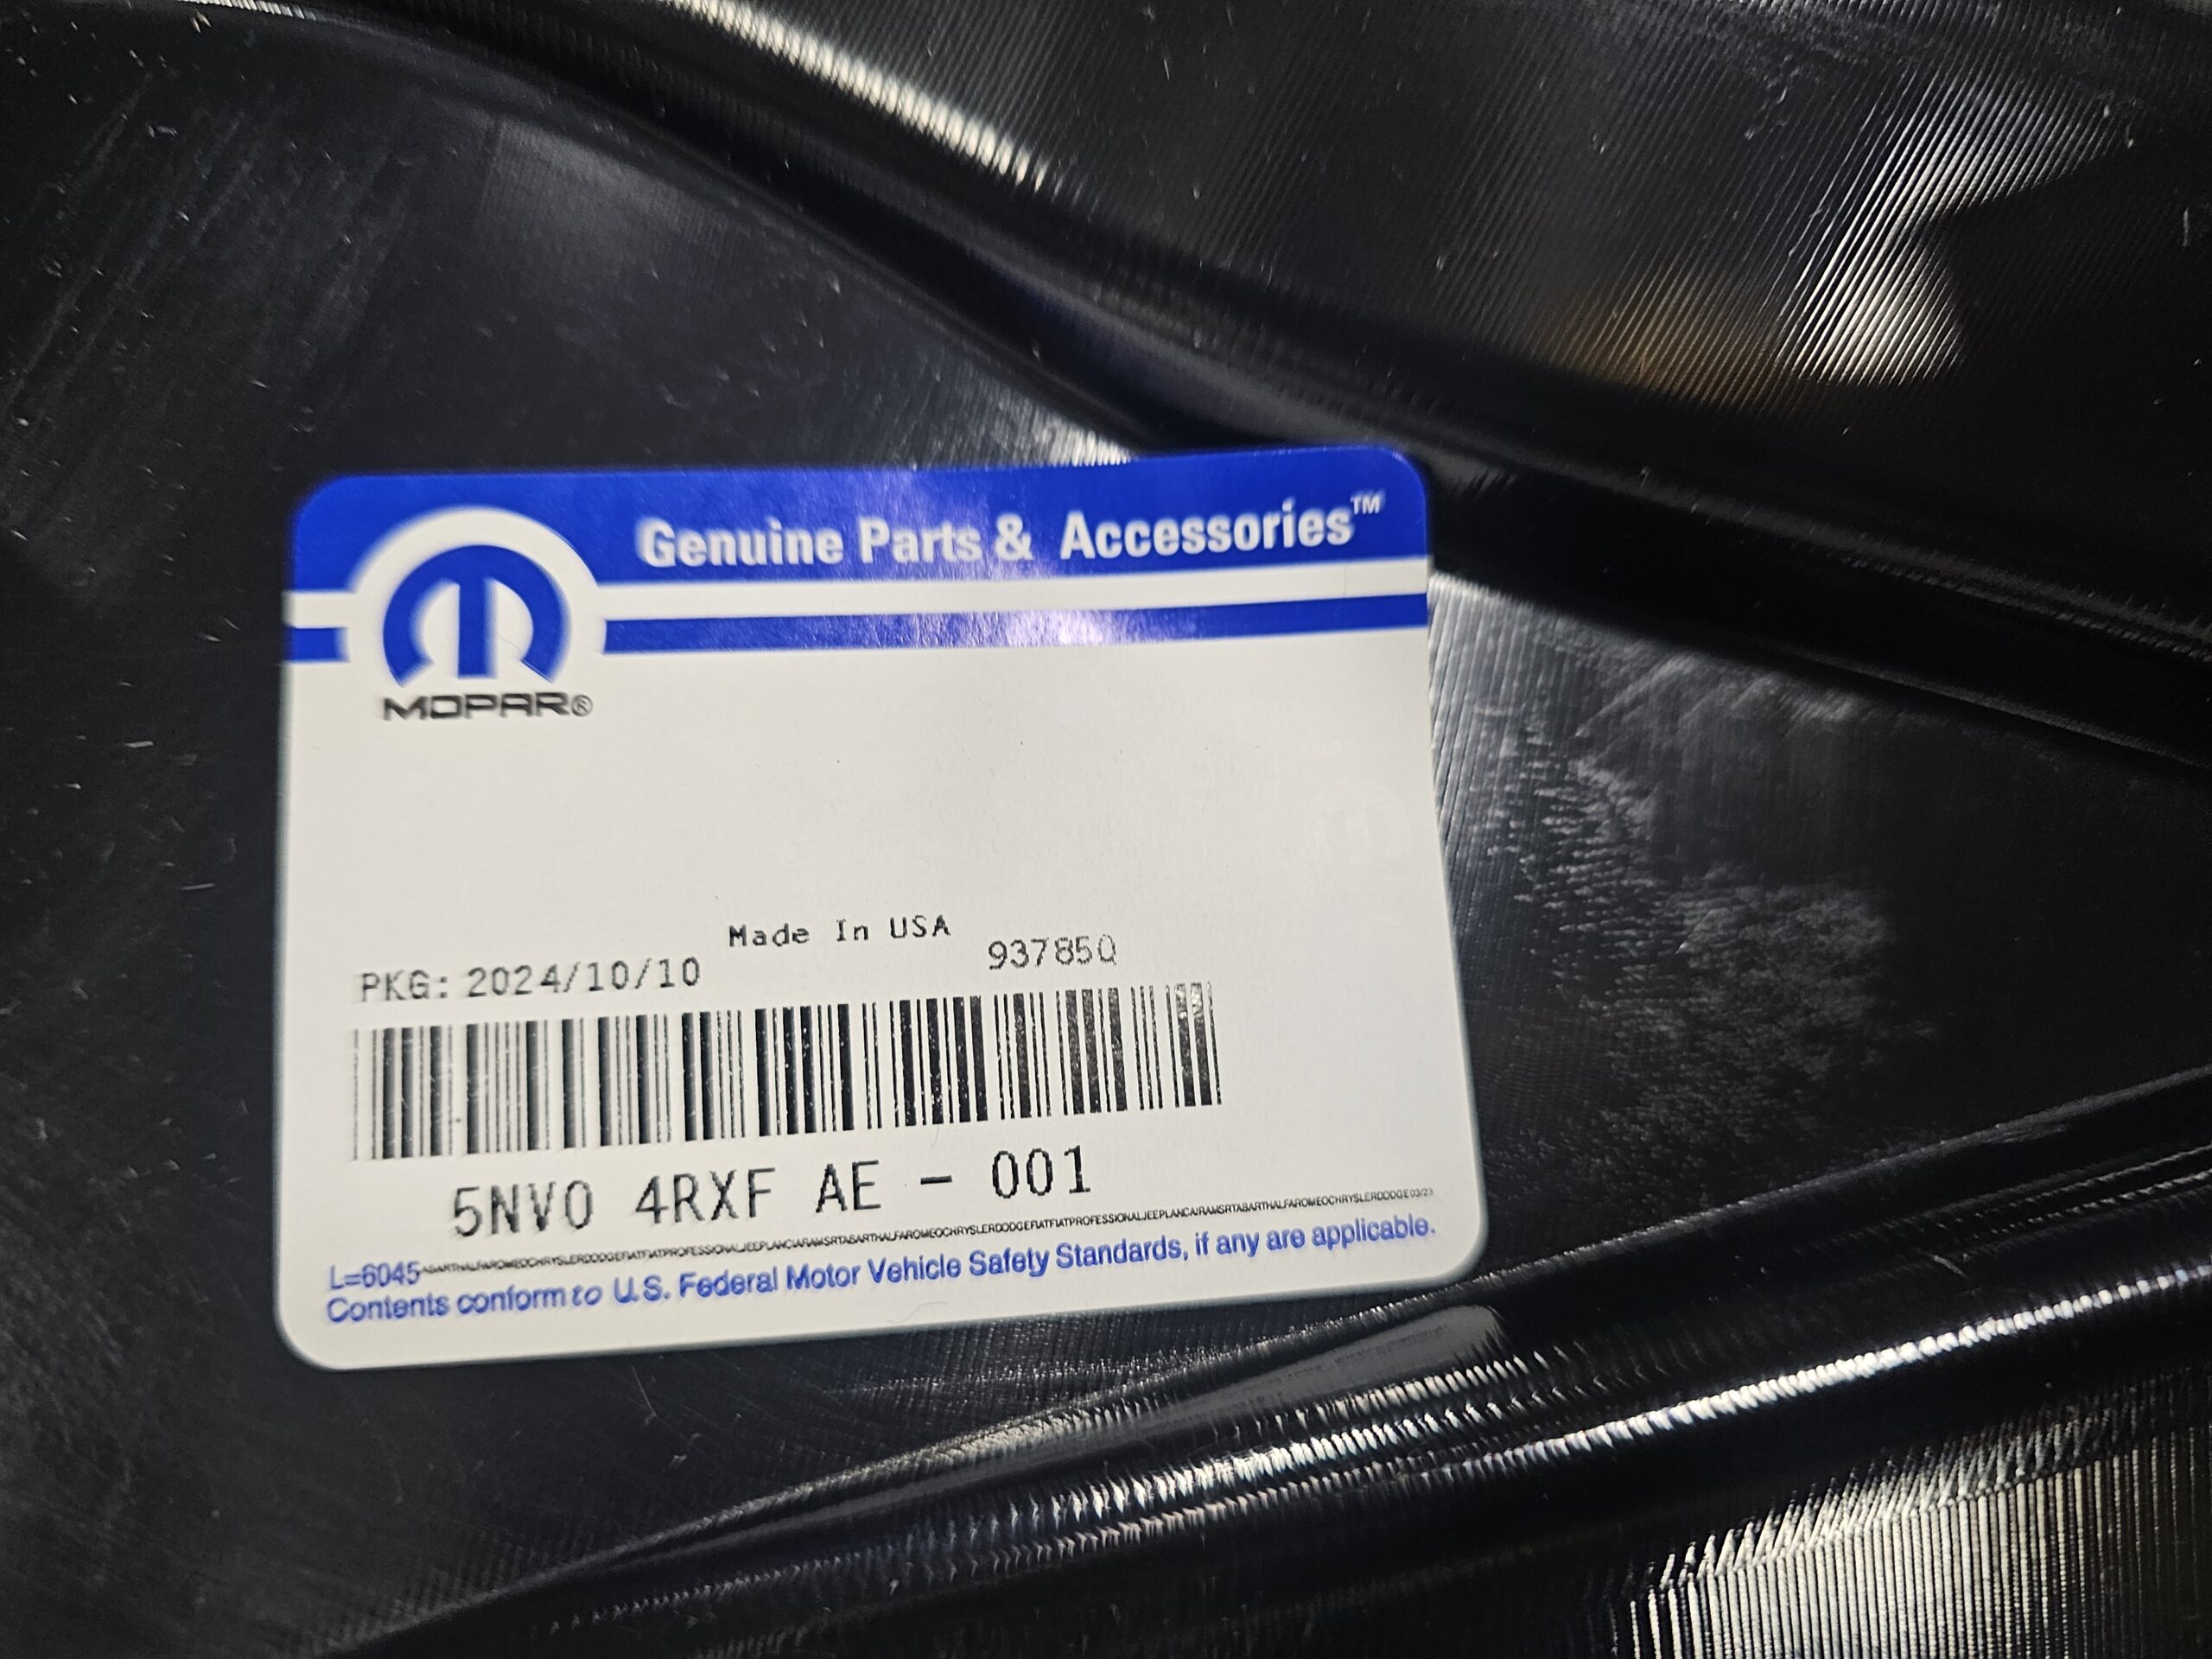 Genuine Parts & Accessories™
MOPAR®
Made In USA
PKG: 2024/10/10
93785Q
5NV0 4RXF AE - 001
L=6045
Contents conform to U.S. Federal Motor Vehicle Safety Standards, if any are applicable.